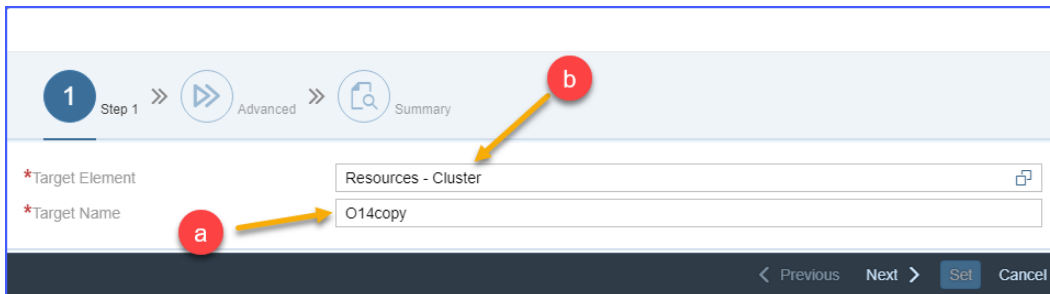 b
1 Step 1 Advanced Summary
*Target Element Resources - Cluster
*Target Name O14copy
a
Previous Next Set Cancel